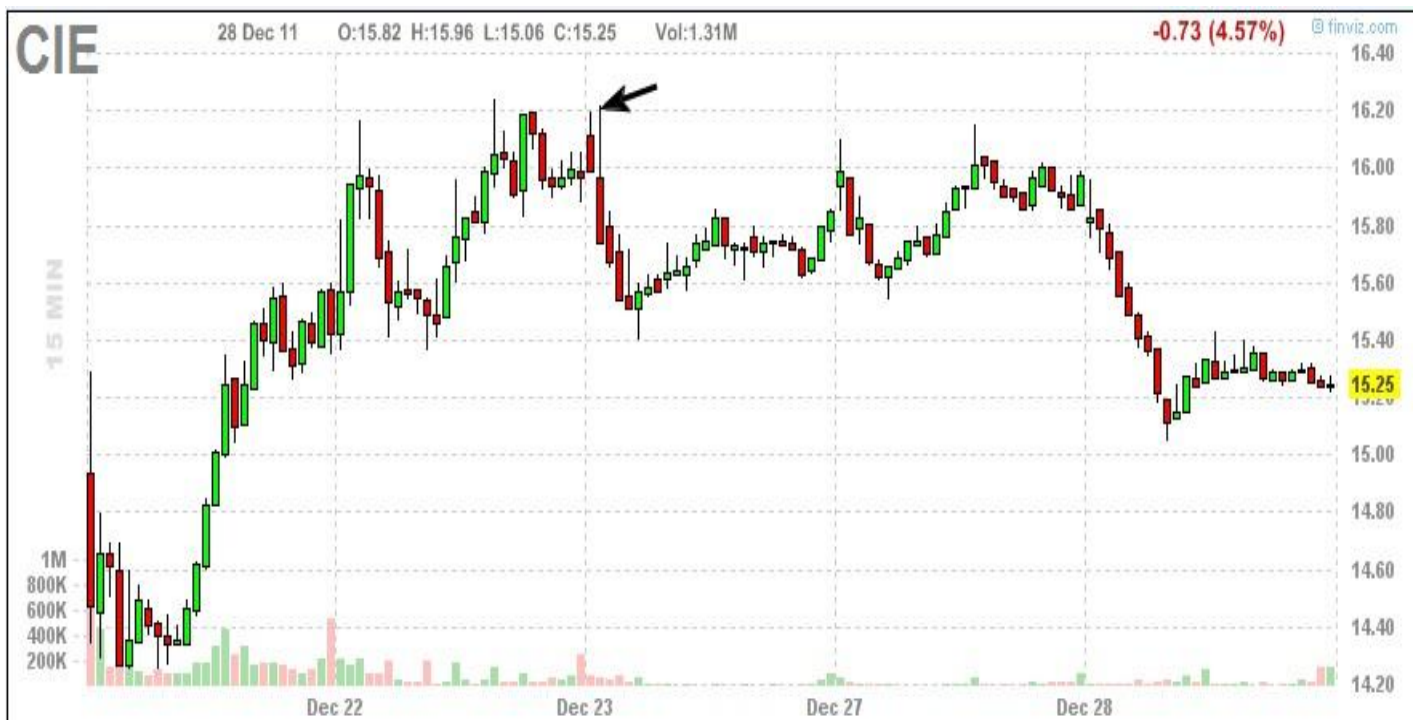 CIE
28 Dec 11 O:15.82 H:15.96 L:15.06 C:15.25 Vol:1.31M
-0.73 (4.57%)
© finviz.com
15 MIN
16.40
16.20
16.00
15.80
15.60
15.40
15.25
15.20
15.00
14.80
14.60
14.40
14.20
1M
800K
600K
400K
200K
Dec 22 Dec 23 Dec 27 Dec 28